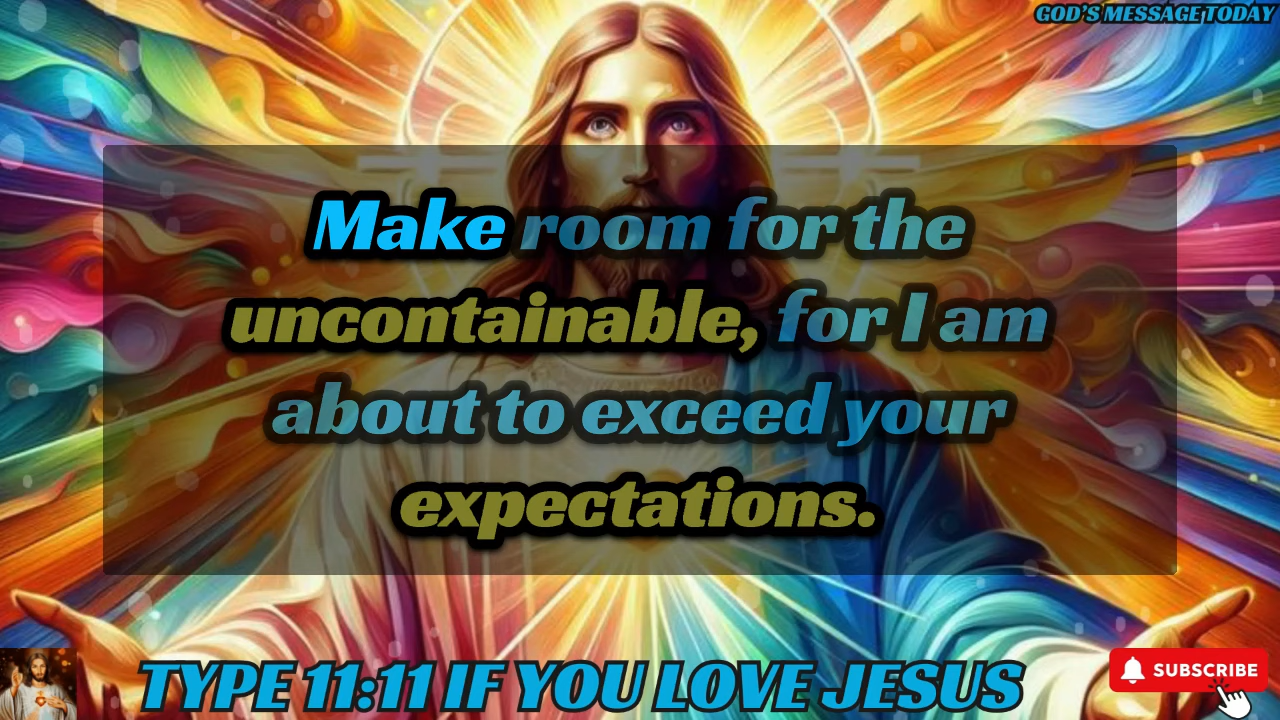 GOD'S MESSAGE TODAY
Make room for the
uncontainable, for I am
about to exceed your
expectations.
TYPE 11:11 IF YOU LOVE JESUS
SUBSCRIBE